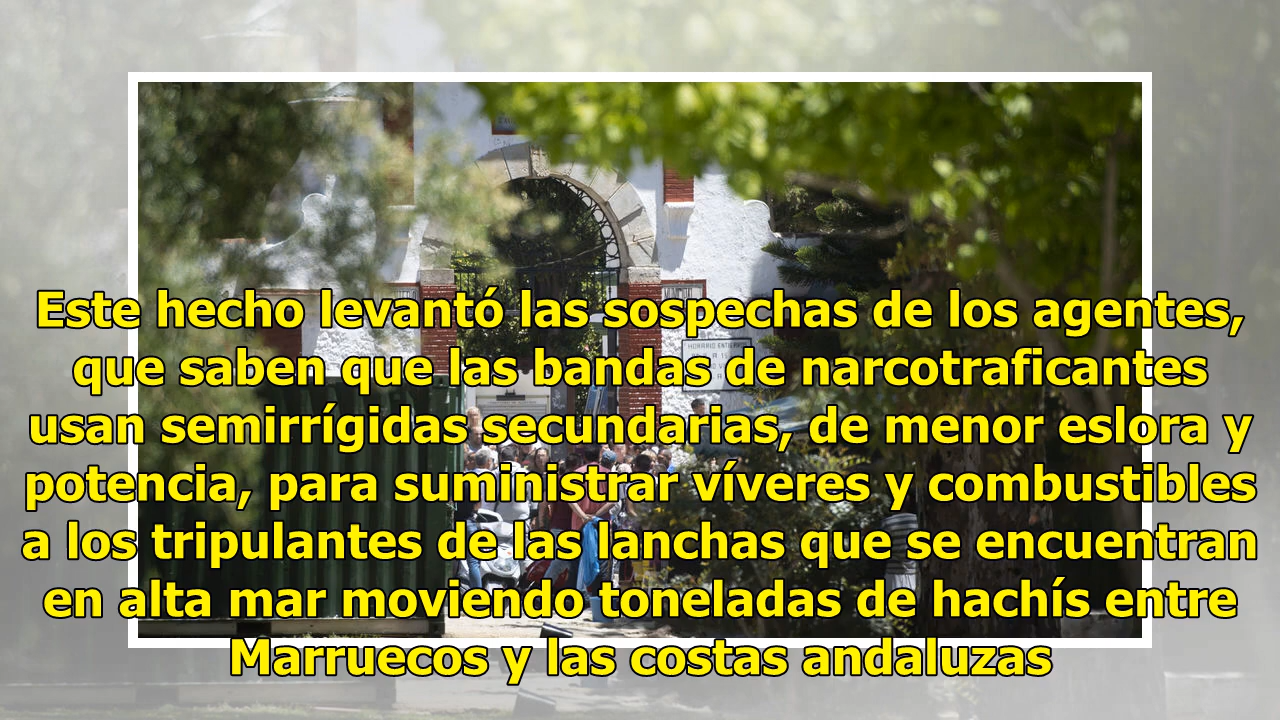 Este hecho levantó las sospechas de los agentes,
que saben que las bandas de narcotraficantes
usan semirrígidas secundarias, de menor eslora y
potencia, para suministrar víveres y combustibles
a los tripulantes de las lanchas que se encuentran
en alta mar moviendo toneladas de hachís entre
Marruecos y las costas andaluzas
HORARIO